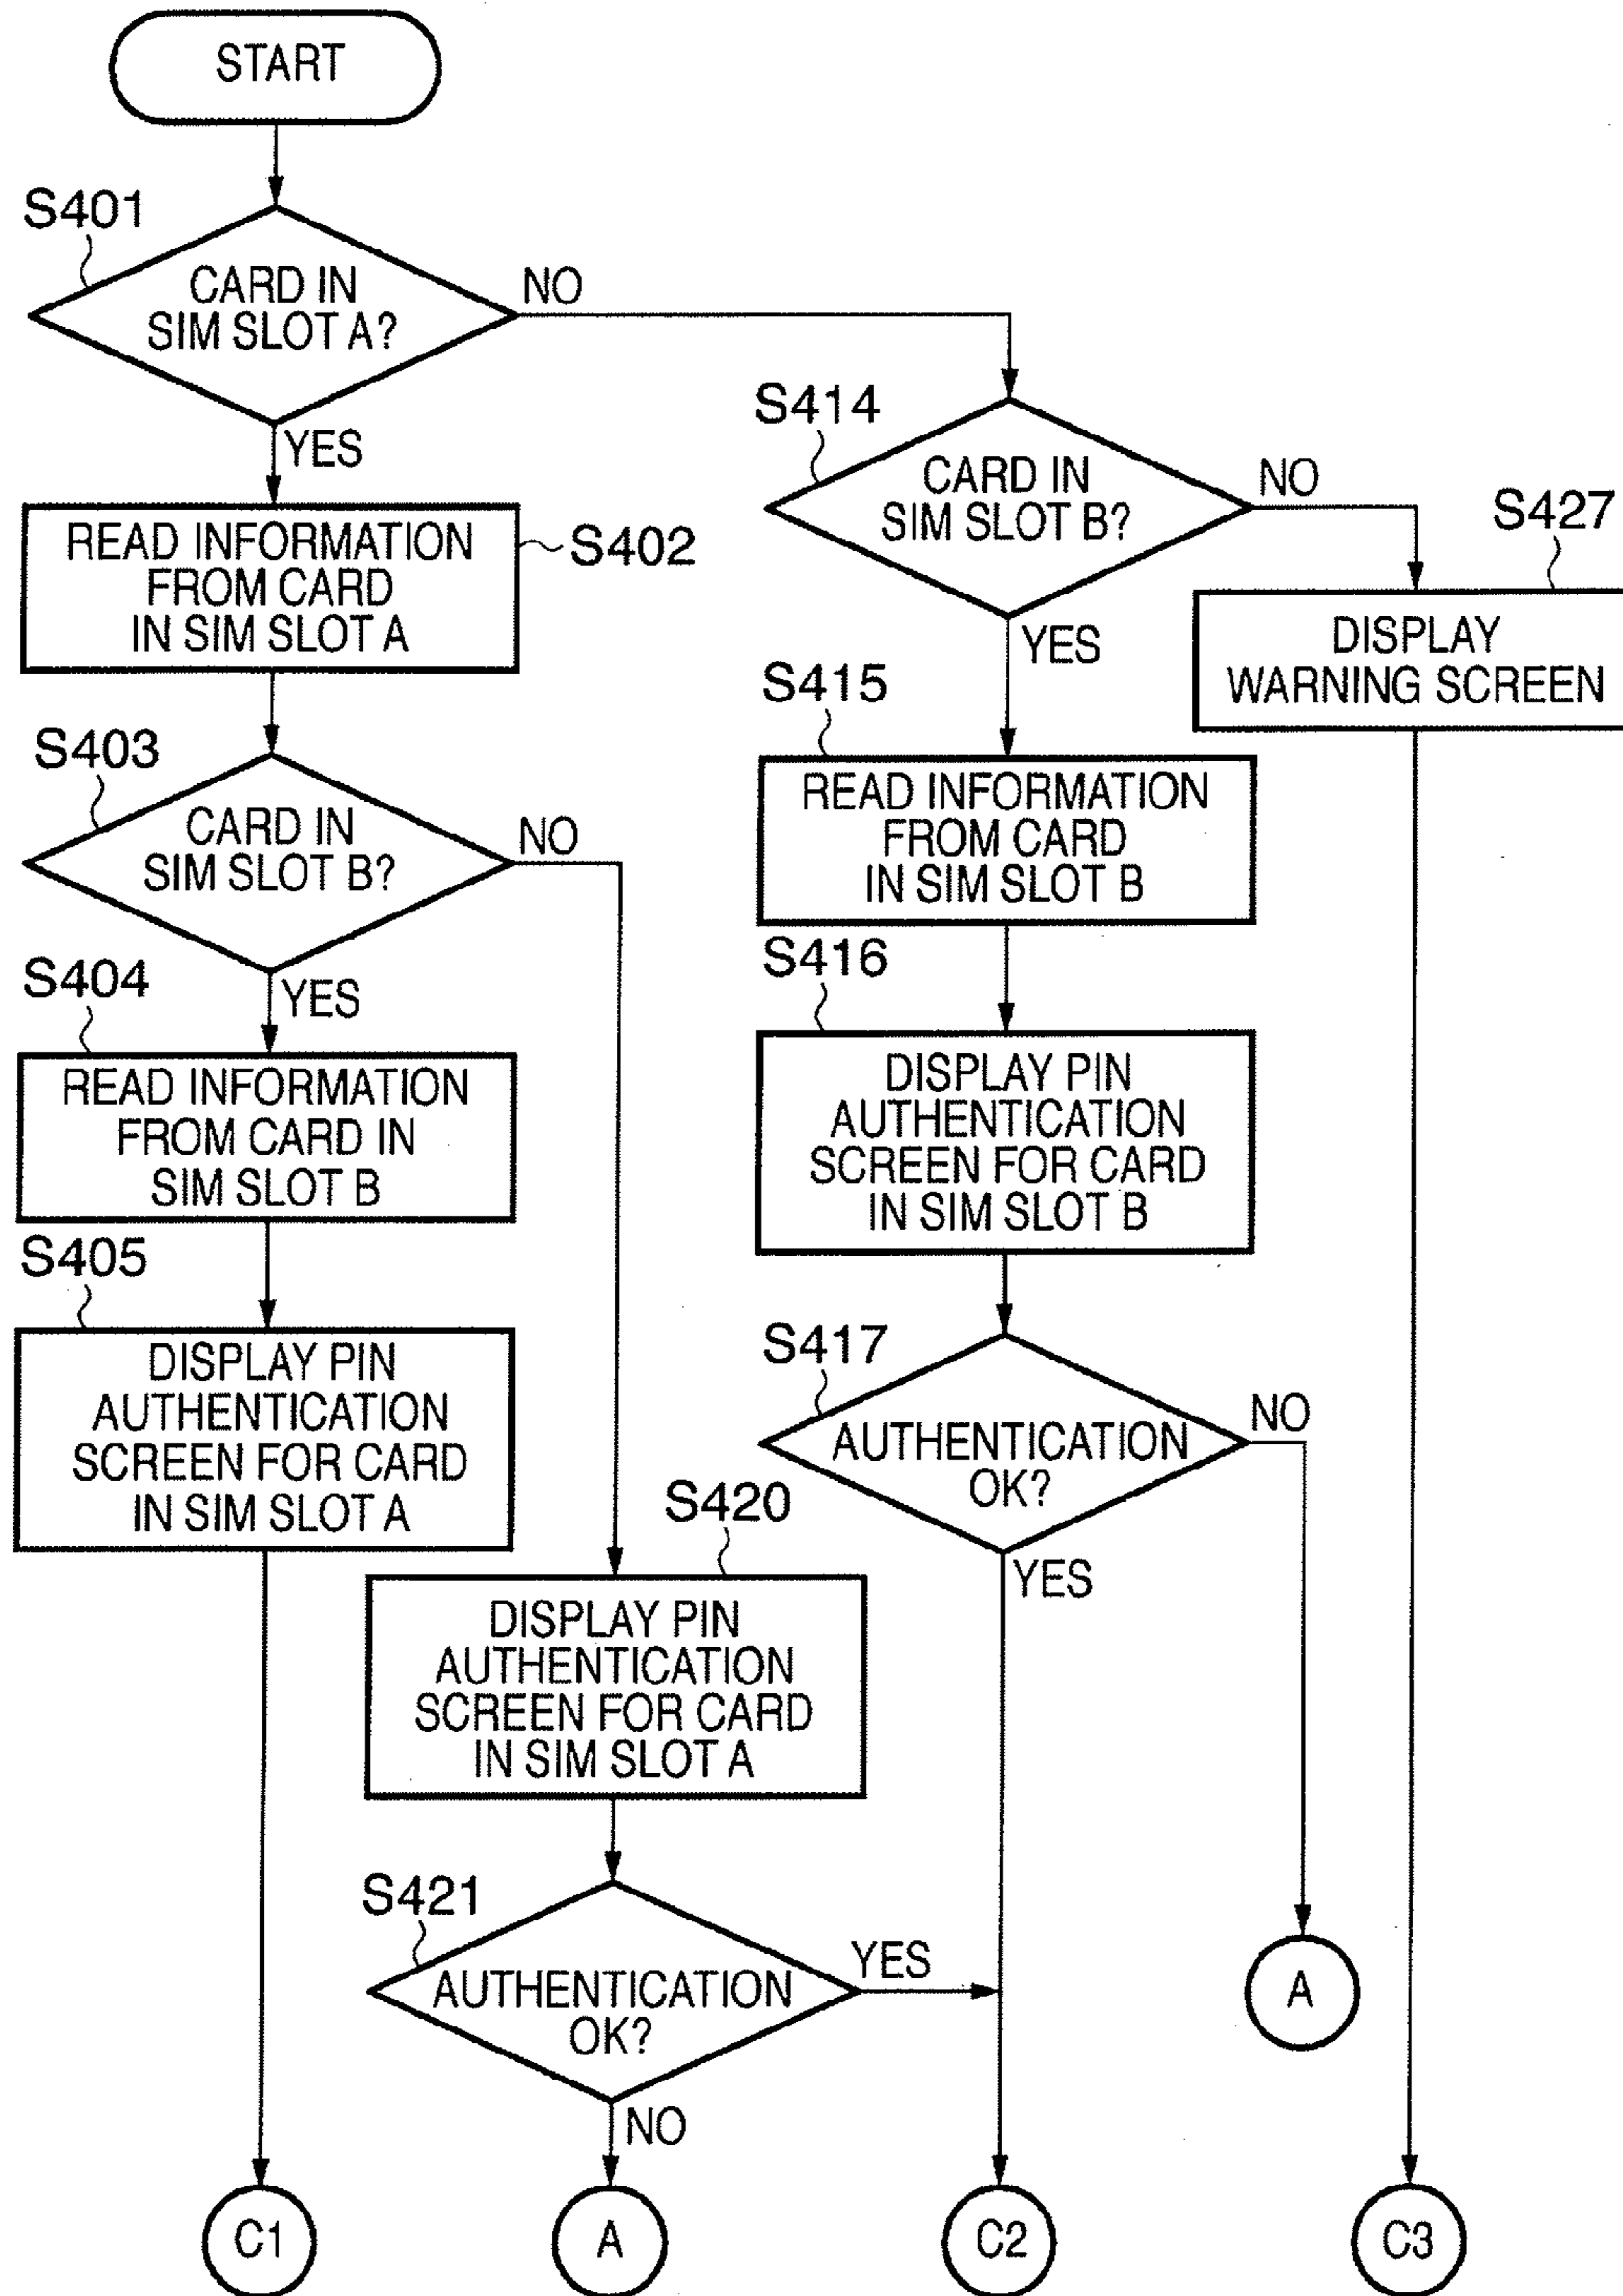 START
S401
CARD IN
SIM SLOT A?
NO
YES
S414
CARD IN
SIM SLOT B?
NO
YES
S427
DISPLAY
WARNING SCREEN
READ INFORMATION
FROM CARD
IN SIM SLOT A
S402
S403
CARD IN
SIM SLOT B?
NO
YES
S415
READ INFORMATION
FROM CARD
IN SIM SLOT B
S404
READ INFORMATION
FROM CARD IN
SIM SLOT B
S416
DISPLAY PIN
AUTHENTICATION
SCREEN FOR CARD
IN SIM SLOT B
S405
DISPLAY PIN
AUTHENTICATION
SCREEN FOR CARD
IN SIM SLOT A
S417
AUTHENTICATION
OK?
NO
YES
S420
DISPLAY PIN
AUTHENTICATION
SCREEN FOR CARD
IN SIM SLOT A
S421
AUTHENTICATION
OK?
YES
NO
A
C1
A
C2
C3